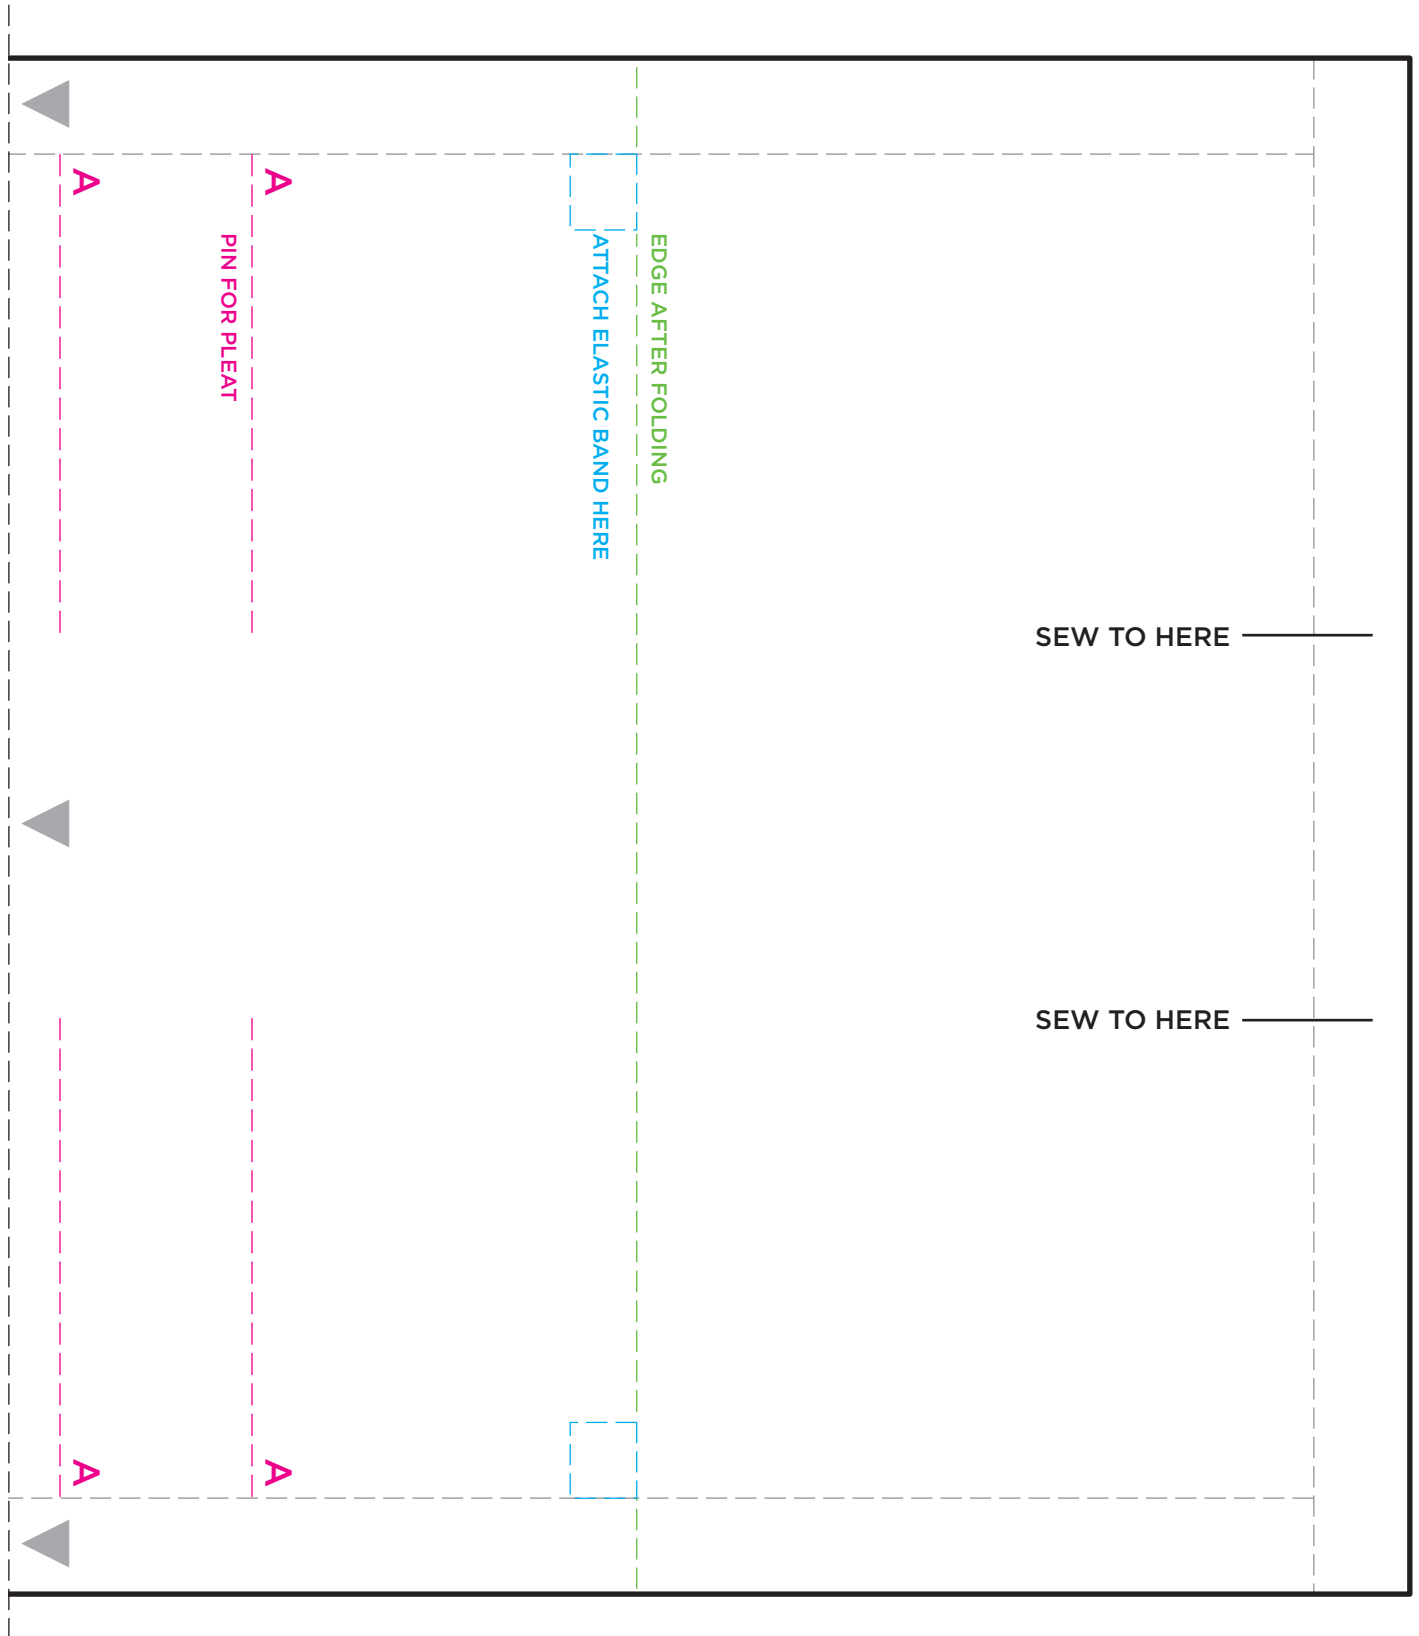 A
A
PIN FOR PLEAT
ATTACH ELASTIC BAND HERE
EDGE AFTER FOLDING
SEW TO HERE
SEW TO HERE
A
A